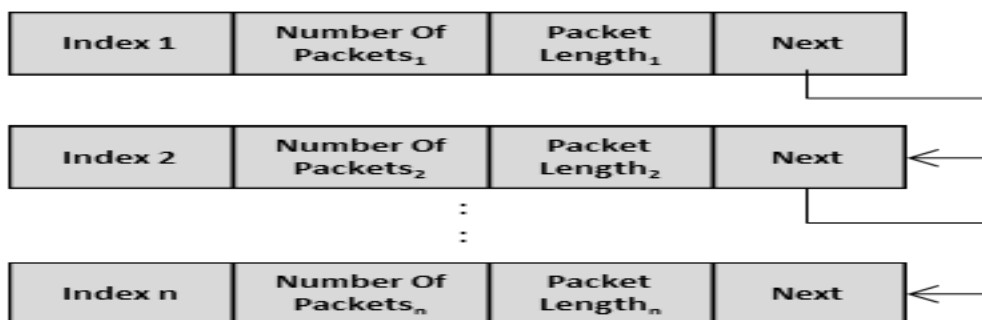 Index 1
Number Of
Packets₁
Packet
Length₁
Next
Index 2
Number Of
Packets₂
Packet
Length₂
Next
:
:
Index n
Number Of
Packetsₙ
Packet
Lengthₙ
Next